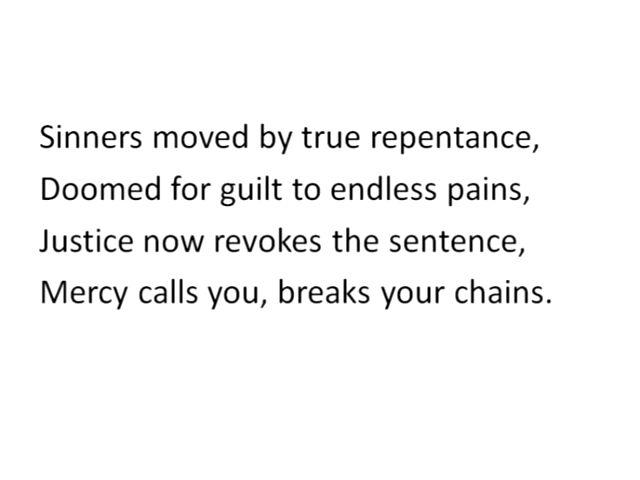 Sinners moved by true repentance,
Doomed for guilt to endless pains,
Justice now revokes the sentence,
Mercy calls you, breaks your chains.